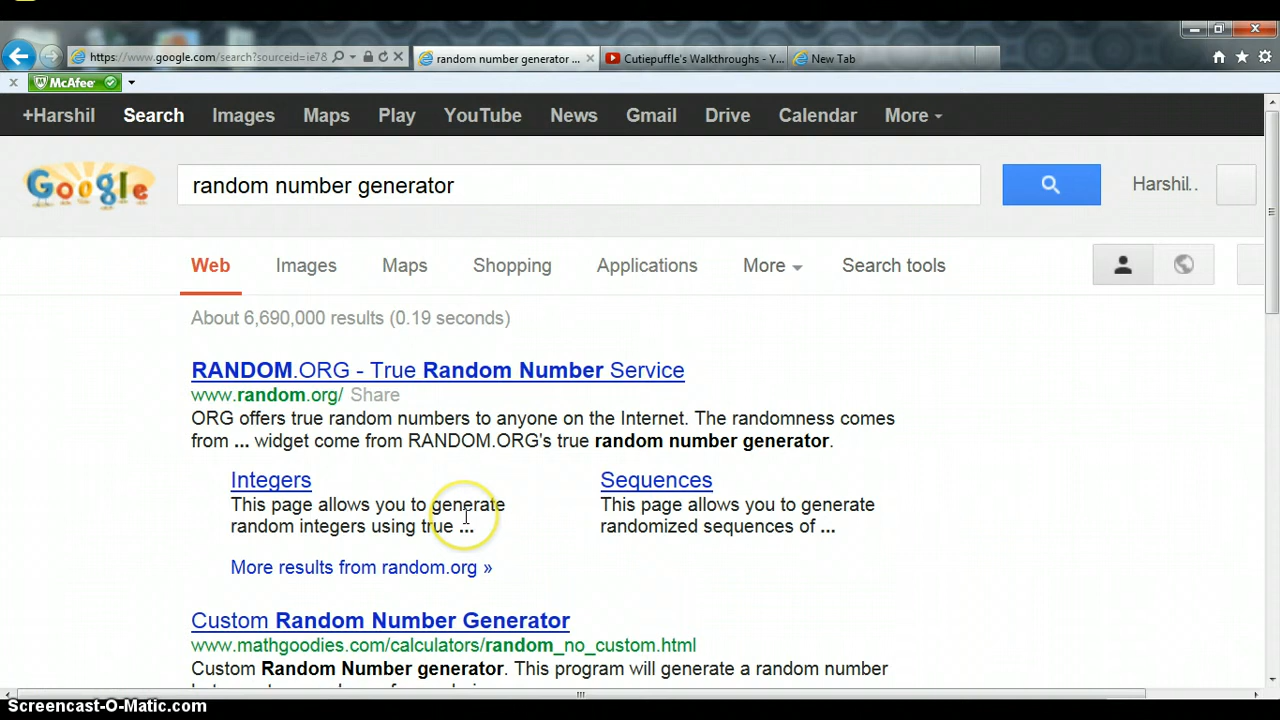 https://www.google.com/search?sourceid=ie78
random number generator ...
Cutiepuffle's Walkthroughs - Y...
New Tab
McAfee
+Harshil Search Images Maps Play YouTube News Gmail Drive Calendar More
Google random number generator Harshil..
Web Images Maps Shopping Applications More Search tools
About 6,690,000 results (0.19 seconds)
RANDOM.ORG - True Random Number Service
www.random.org/ Share
ORG offers true random numbers to anyone on the Internet. The randomness comes
from ... widget come from RANDOM.ORG's true random number generator.
Integers
This page allows you to generate
random integers using true ...
Sequences
This page allows you to generate
randomized sequences of ...
More results from random.org »
Custom Random Number Generator
www.mathgoodies.com/calculators/random_no_custom.html
Custom Random Number generator. This program will generate a random number
Screencast-O-Matic.com